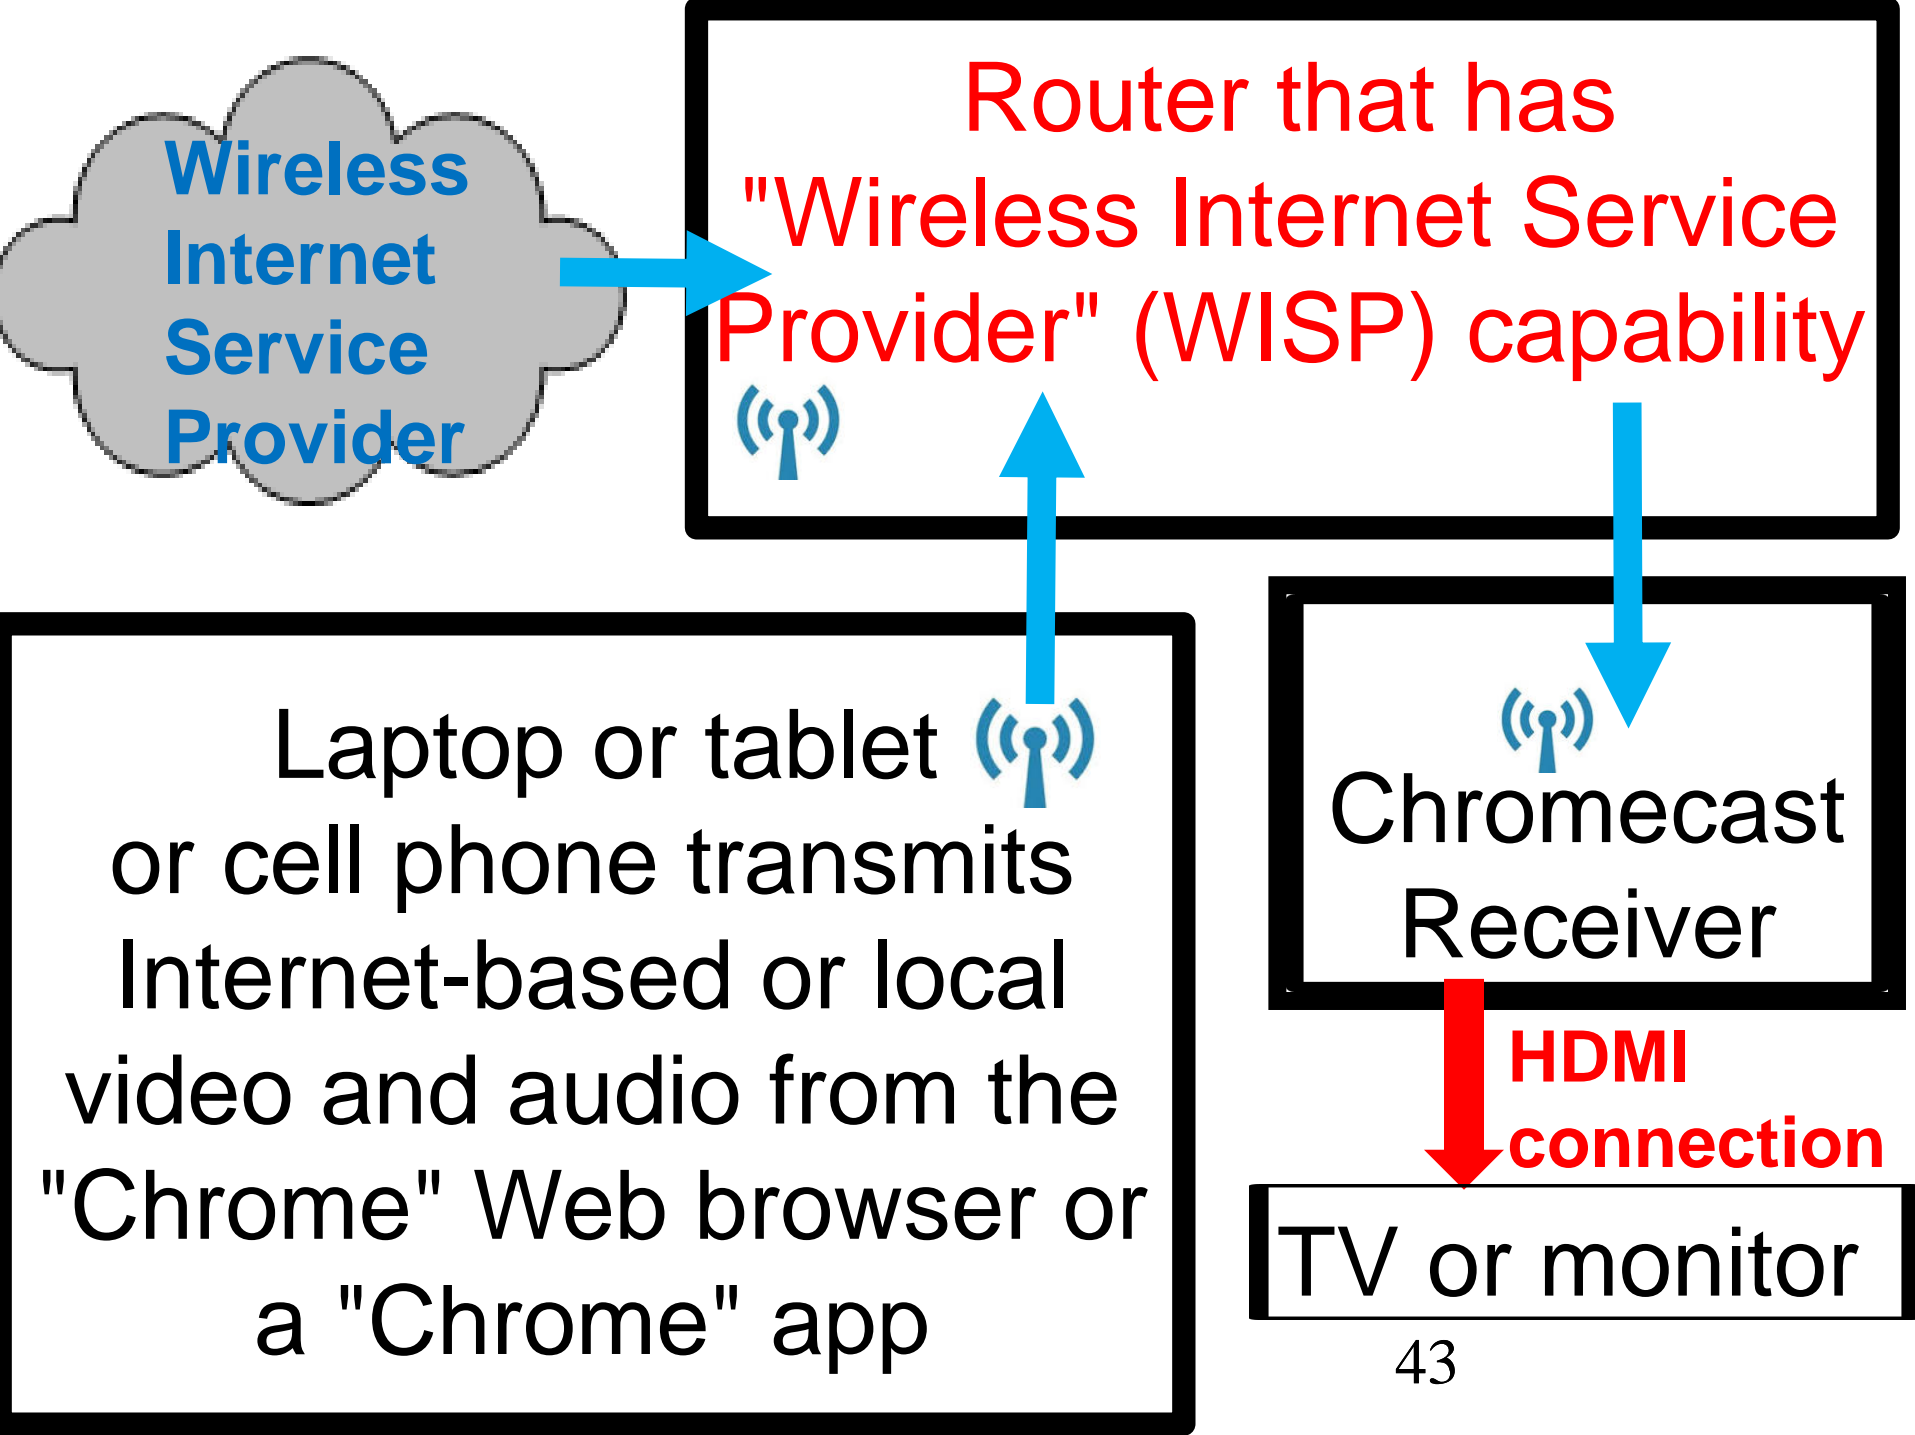 Wireless
Internet
Service
Provider
Router that has
"Wireless Internet Service
Provider" (WISP) capability
Laptop or tablet
or cell phone transmits
Internet-based or local
video and audio from the
"Chrome" Web browser or
a "Chrome" app
Chromecast
Receiver
HDMI
connection
TV or monitor
43